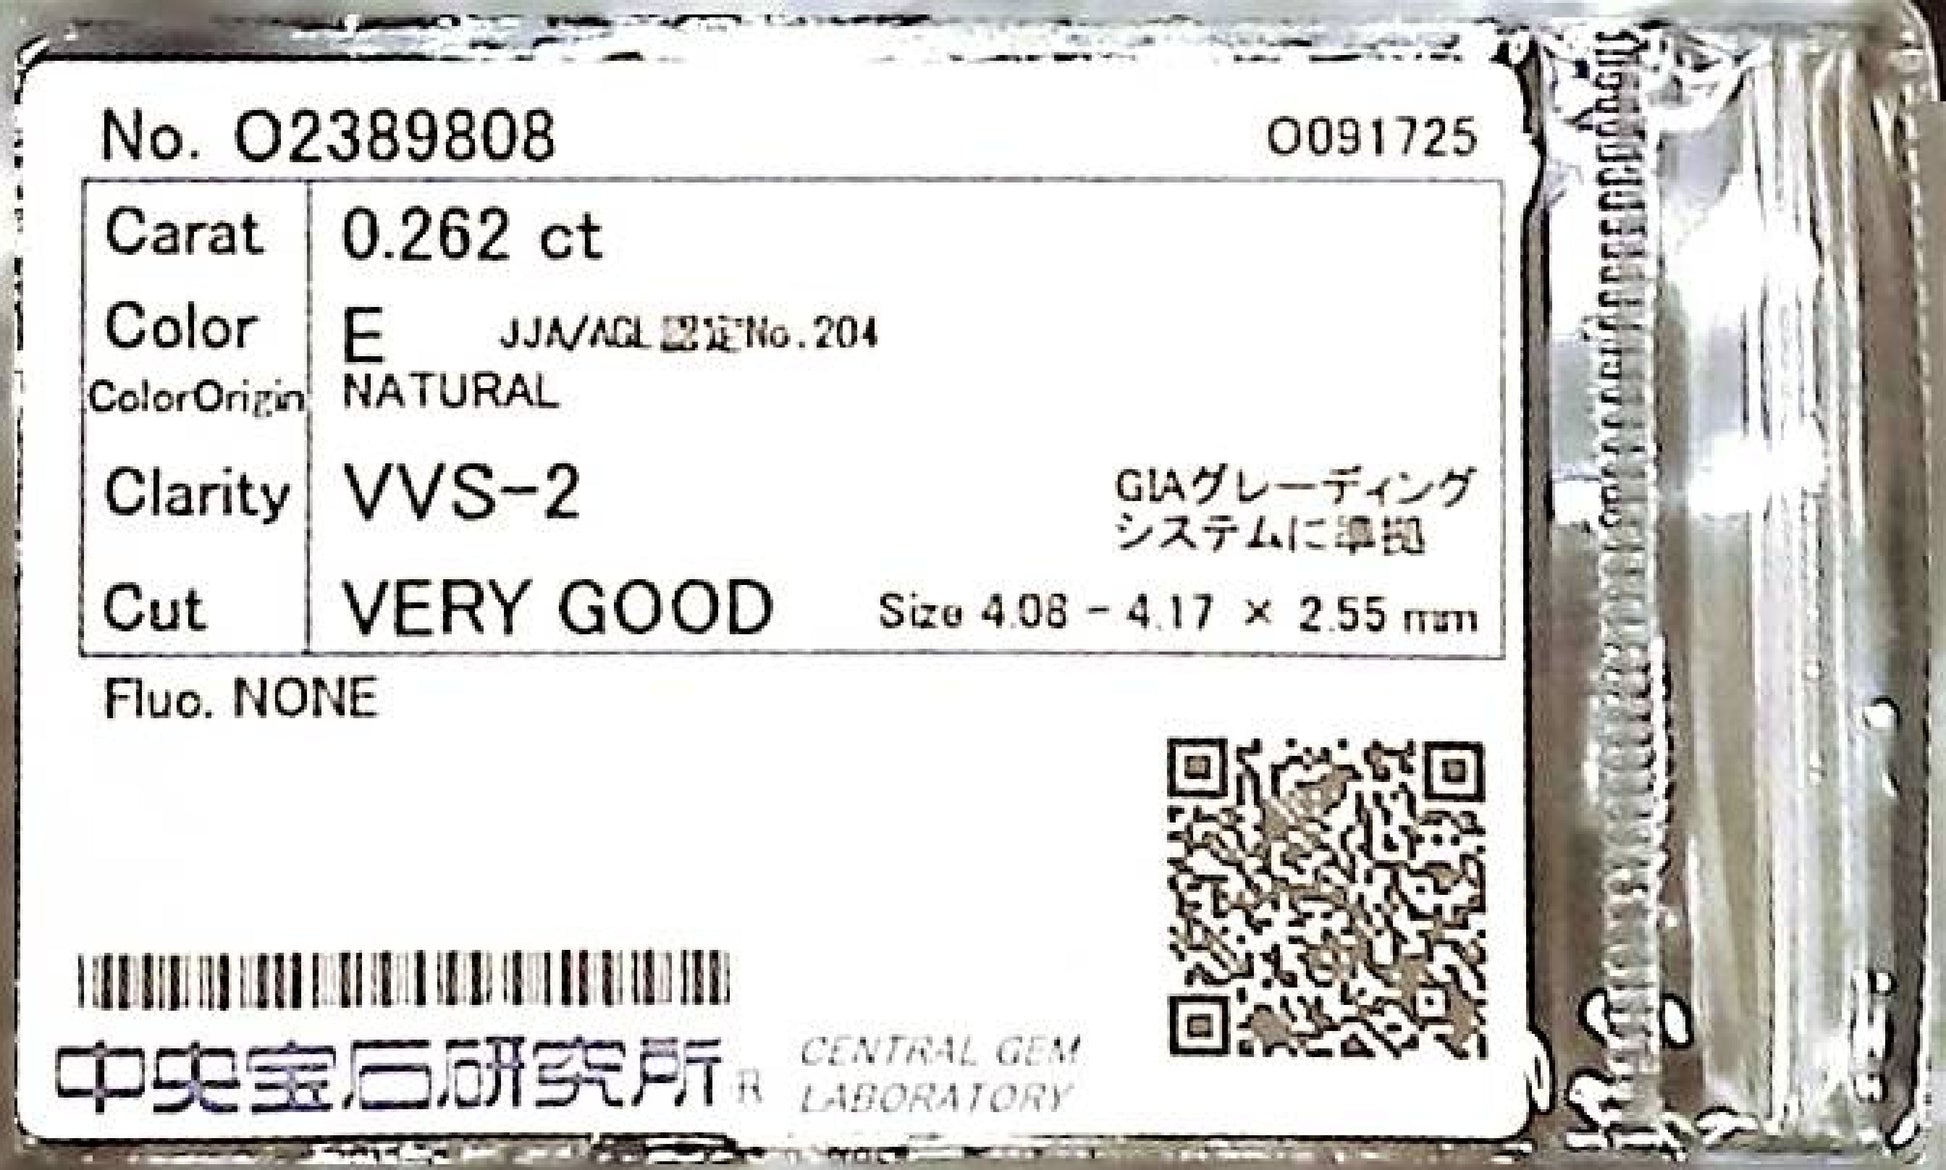 No. O2389808 O091725
Carat 0.262 ct
Color E JJA/AGL 認定No.204
ColorOrigin NATURAL
Clarity VVS-2 GIAグレーディング
システムに準拠
Cut VERY GOOD Size 4.08 - 4.17 × 2.55 mm
Fluo. NONE
中央宝石研究所 R CENTRAL GEM
LABORATORY